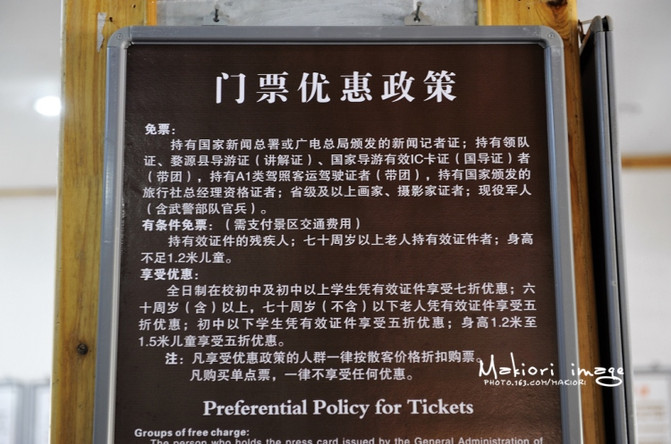 门票优惠政策
免票：
持有国家新闻总署或广电总局颁发的新闻记者证；持有领队
证、婺源县导游证（讲解证）、国家导游有效IC卡证（国导证）者
（带团），持有A1类驾照客运驾驶证者（带团），持有国家颁发的
旅行社总经理资格证者；省级及以上画家、摄影家证者；现役军人
（含武警部队官兵）。
有条件免票：（需支付景区交通费用）
持有效证件的残疾人；七十周岁以上老人持有效证件者；身高
不足1.2米儿童。
享受优惠：
全日制在校初中及初中以上学生凭有效证件享受七折优惠；六
十周岁（含）以上，七十周岁（不含）以下老人凭有效证件享受五
折优惠；初中以下学生凭有效证件享受五折优惠；身高1.2米至
1.5米儿童享受五折优惠。
注：凡享受优惠政策的人群一律按散客价格折扣购票。
凡购买单点票，一律不享受任何优惠。
Makiori image
PHOTO.163.COM/MAKIORI
Preferential Policy for Tickets
Groups of free charge:
The person who holds the press card issued by the General Administration of